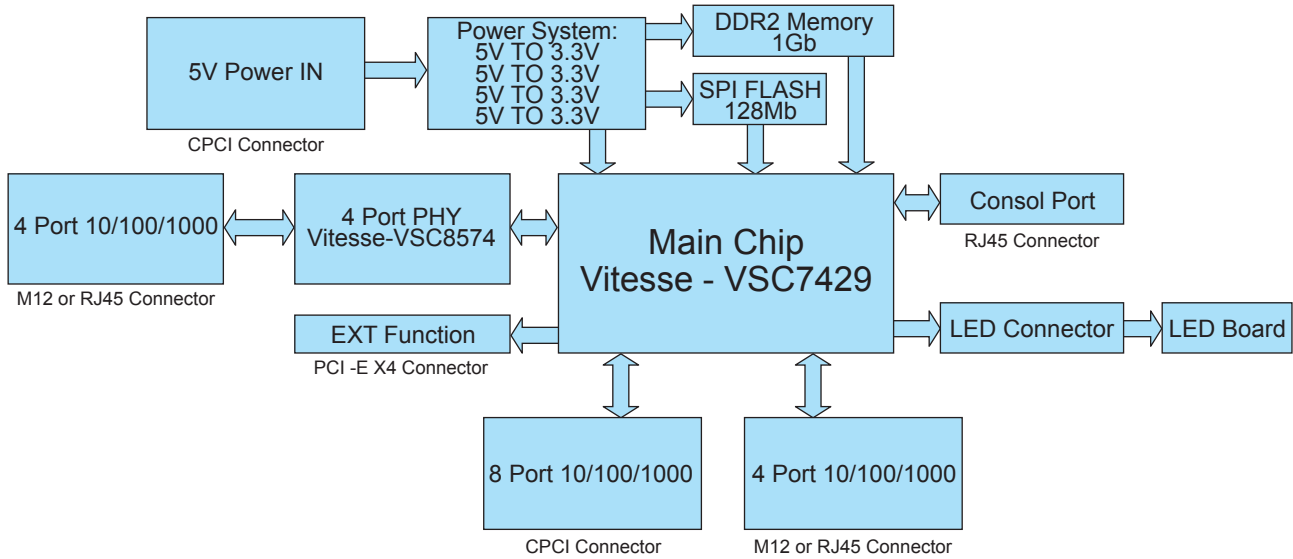 5V Power IN
CPCI Connector
Power System:
5V TO 3.3V
5V TO 3.3V
5V TO 3.3V
5V TO 3.3V
DDR2 Memory
1Gb
SPI FLASH
128Mb
4 Port 10/100/1000
M12 or RJ45 Connector
4 Port PHY
Vitesse-VSC8574
Main Chip
Vitesse - VSC7429
Consol Port
RJ45 Connector
EXT Function
PCI -E X4 Connector
LED Connector
LED Board
8 Port 10/100/1000
CPCI Connector
4 Port 10/100/1000
M12 or RJ45 Connector